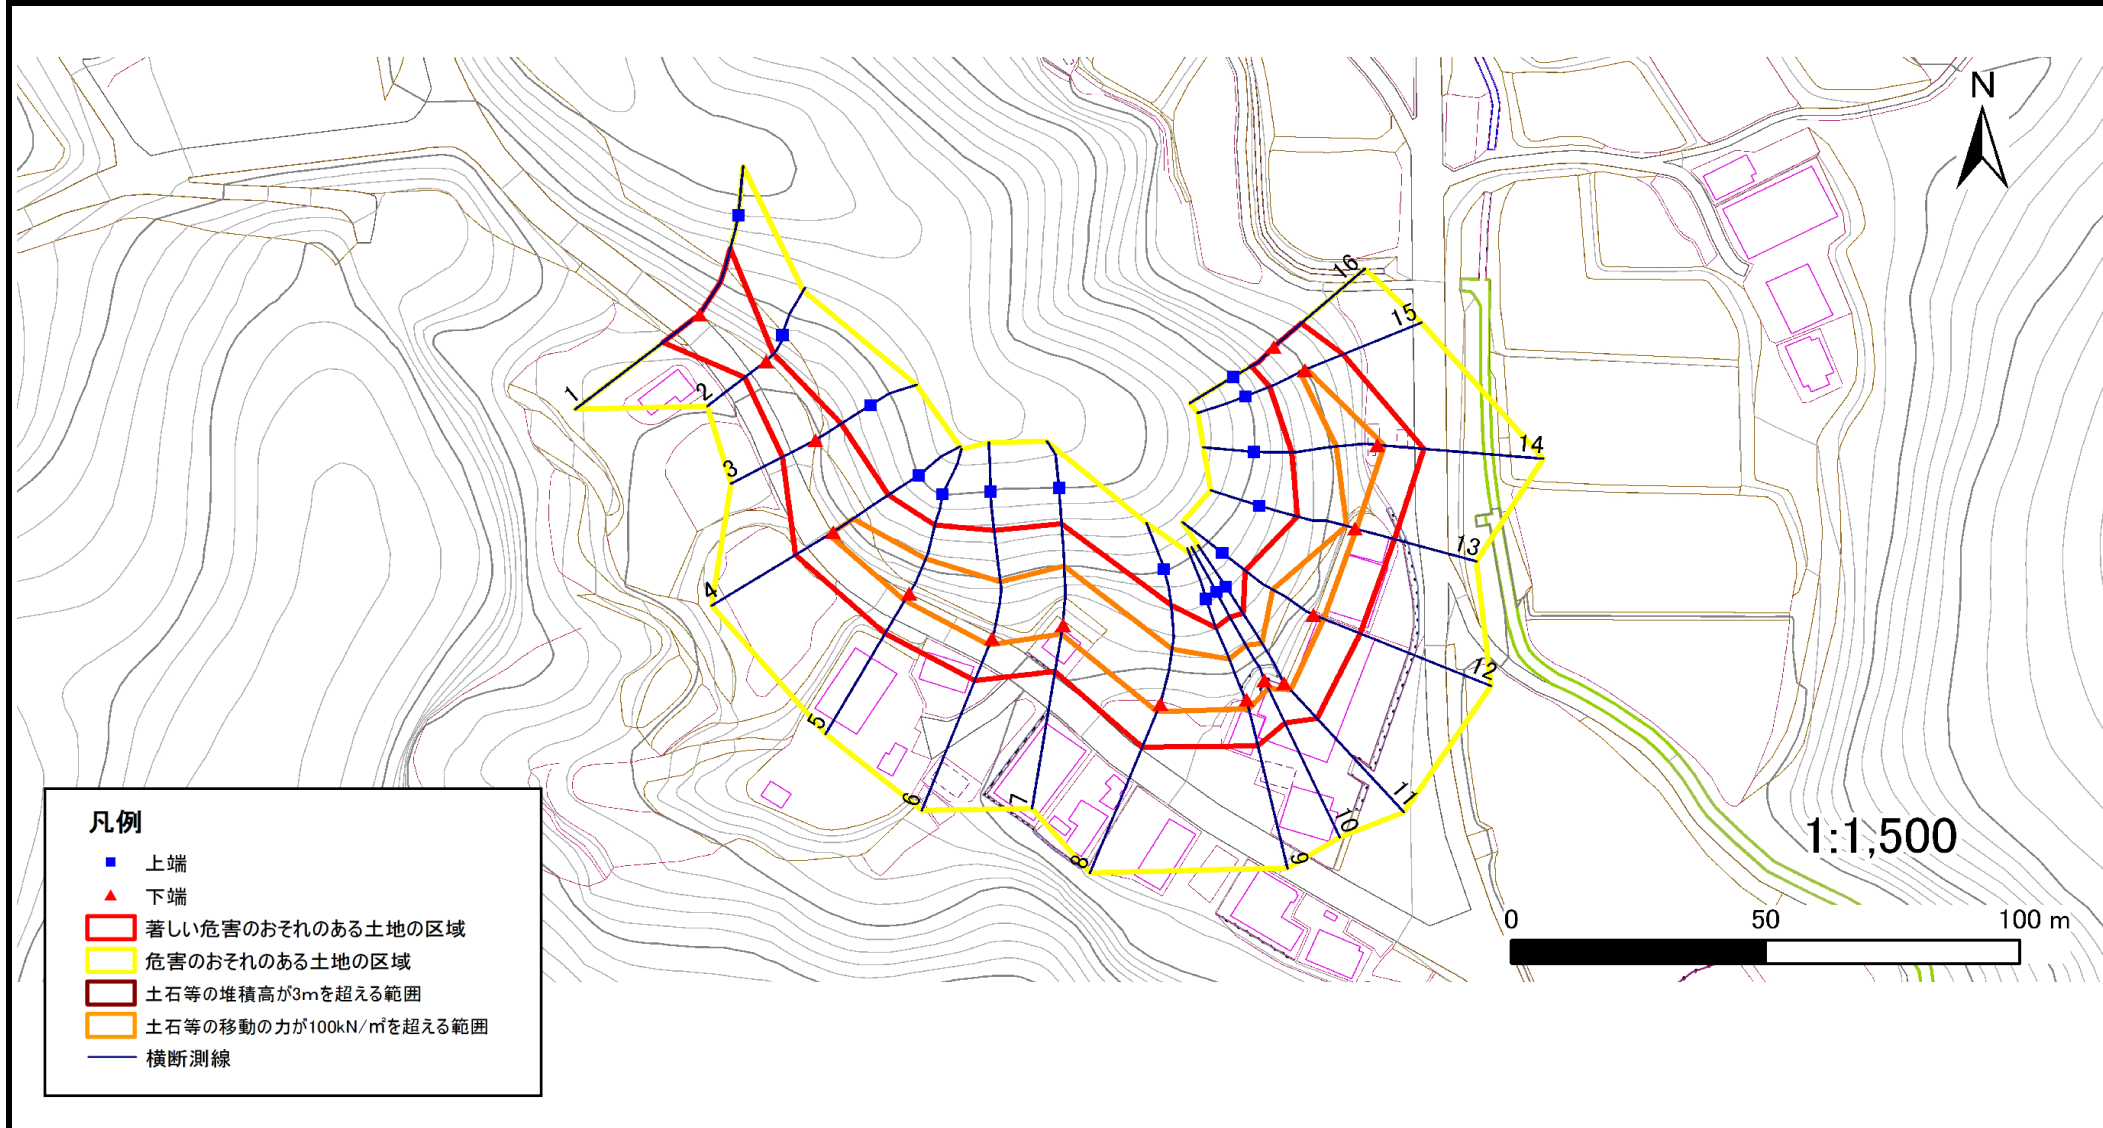 N
16
15
1
2
14
3
13
4
12
5
6
7
11
10
8
9
1:1,500
0 50 100 m
凡例
上端
下端
著しい危害のおそれのある土地の区域
危害のおそれのある土地の区域
土石等の堆積高が3mを超える範囲
土石等の移動の力が100kN/㎡を超える範囲
横断測線